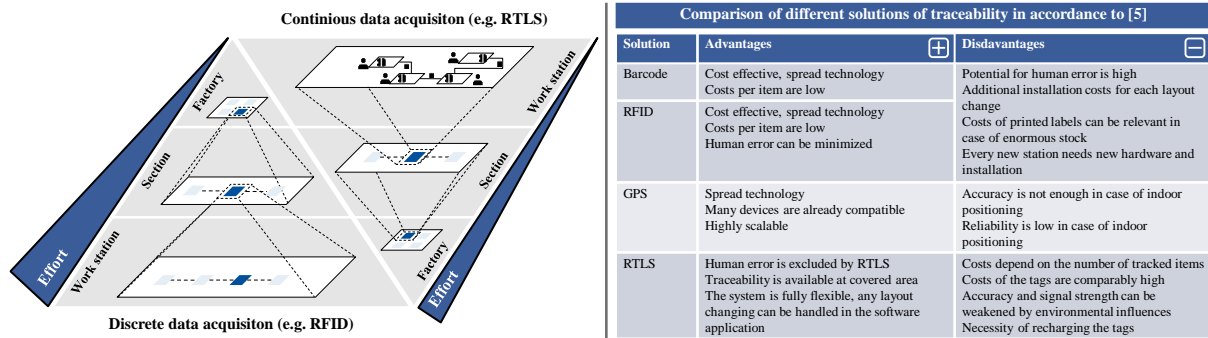 Continious data acquisiton (e.g. RTLS)
Factory
Work station
Section
Section
Work station
Factory
Effort
Effort
Discrete data acquisiton (e.g. RFID)
Comparison of different solutions of traceability in accordance to [5]
Solution
Advantages
Disdavantages
Barcode
Cost effective, spread technology
Costs per item are low
RFID
Cost effective, spread technology
Costs per item are low
Human error can be minimized
Potential for human error is high
Additional installation costs for each layout
change
Costs of printed labels can be relevant in
case of enormous stock
Every new station needs new hardware and
installation
GPS
Spread technology
Many devices are already compatible
Highly scalable
Accuracy is not enough in case of indoor
positioning
Reliability is low in case of indoor
positioning
RTLS
Human error is excluded by RTLS
Traceability is available at covered area
The system is fully flexible, any layout
changing can be handled in the software
application
Costs depend on the number of tracked items
Costs of the tags are comparably high
Accuracy and signal strength can be
weakened by environmental influences
Necessity of recharging the tags